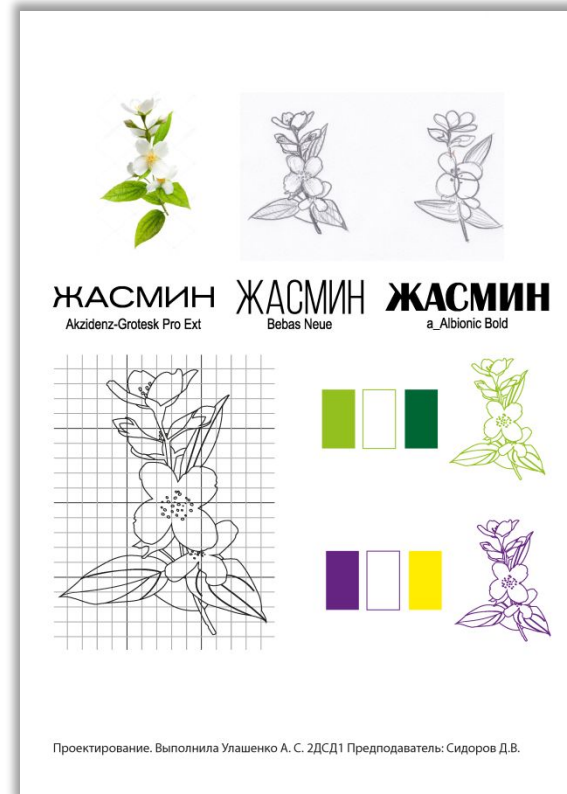 ЖАСМИН ЖАСМИН ЖАСМИН
Akzidenz-Grotesk Pro Ext Bebas Neue a_Albionic Bold
Проектирование. Выполнила Улашенко А. С. 2ДСД1 Предподаватель: Сидоров Д.В.